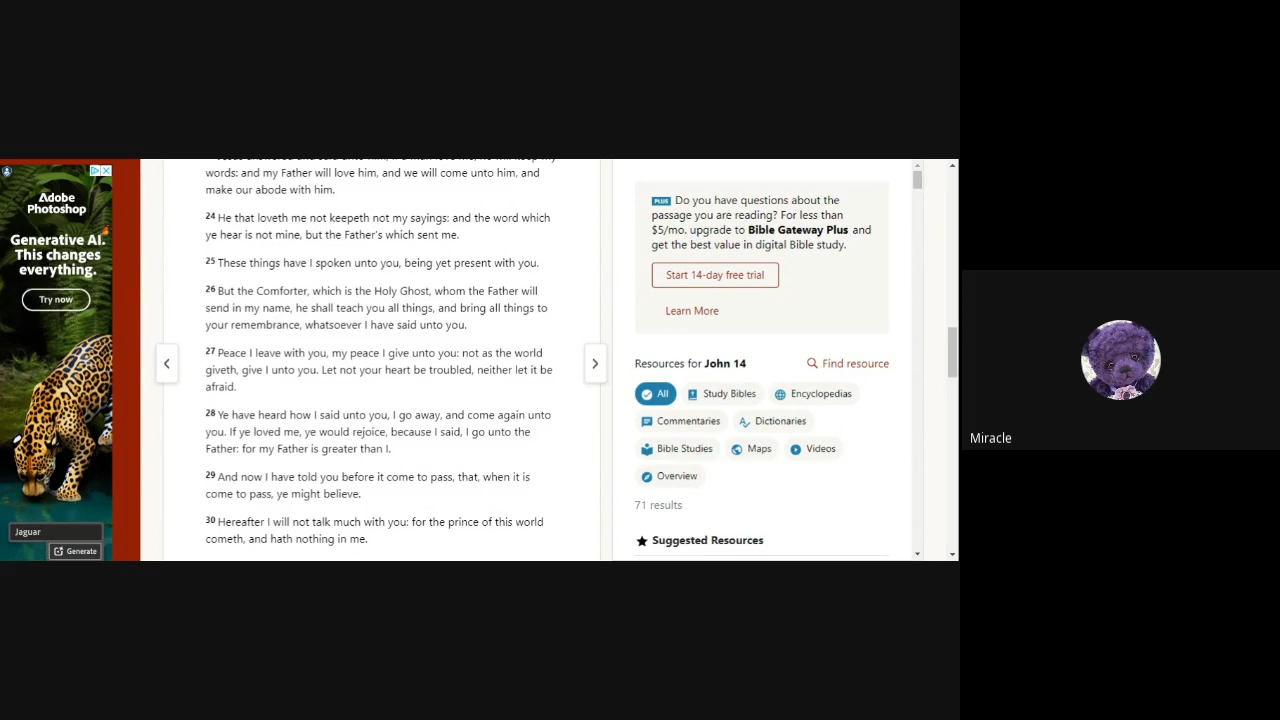 Adobe
Photoshop
Generative AI.
This changes
everything.
Try now
Jaguar
Generate
words: and my Father will love him, and we will come unto him, and
make our abode with him.
24 He that loveth me not keepeth not my sayings: and the word which
ye hear is not mine, but the Father's which sent me.
25 These things have I spoken unto you, being yet present with you.
26 But the Comforter, which is the Holy Ghost, whom the Father will
send in my name, he shall teach you all things, and bring all things to
your remembrance, whatsoever I have said unto you.
27 Peace I leave with you, my peace I give unto you: not as the world
giveth, give I unto you. Let not your heart be troubled, neither let it be
afraid.
28 Ye have heard how I said unto you, I go away, and come again unto
you. If ye loved me, ye would rejoice, because I said, I go unto the
Father: for my Father is greater than I.
29 And now I have told you before it come to pass, that, when it is
come to pass, ye might believe.
30 Hereafter I will not talk much with you: for the prince of this world
cometh, and hath nothing in me.
PLUS Do you have questions about the
passage you are reading? For less than
$5/mo. upgrade to Bible Gateway Plus and
get the best value in digital Bible study.
Start 14-day free trial
Learn More
Resources for John 14 Find resource
All Study Bibles Encyclopedias
Commentaries Dictionaries
Bible Studies Maps Videos
Overview
71 results
Suggested Resources
Miracle